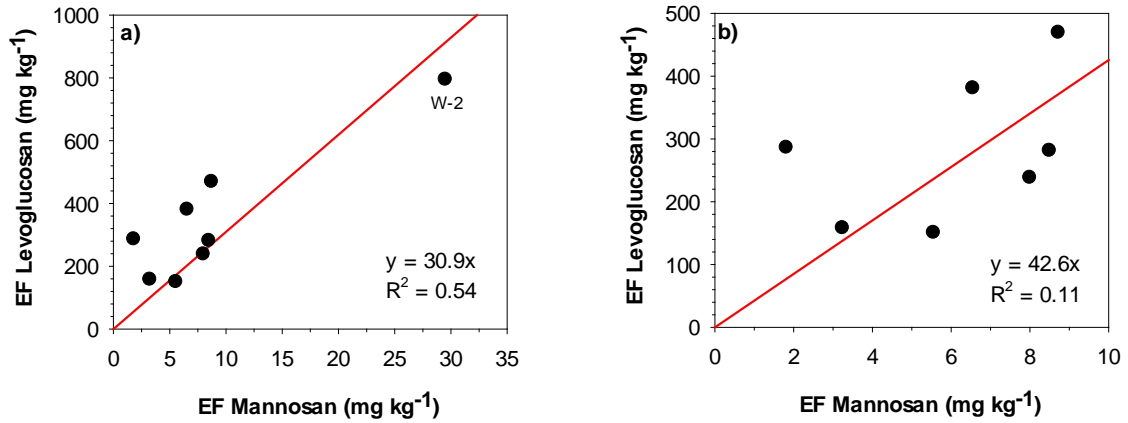 a)
EF Levoglucosan (mg kg⁻¹)
1000
800
600
400
200
0
W-2
y = 30.9x
R² = 0.54
0 5 10 15 20 25 30 35
EF Mannosan (mg kg⁻¹)
b)
EF Levoglucosan (mg kg⁻¹)
500
400
300
200
100
0
y = 42.6x
R² = 0.11
0 2 4 6 8 10
EF Mannosan (mg kg⁻¹)